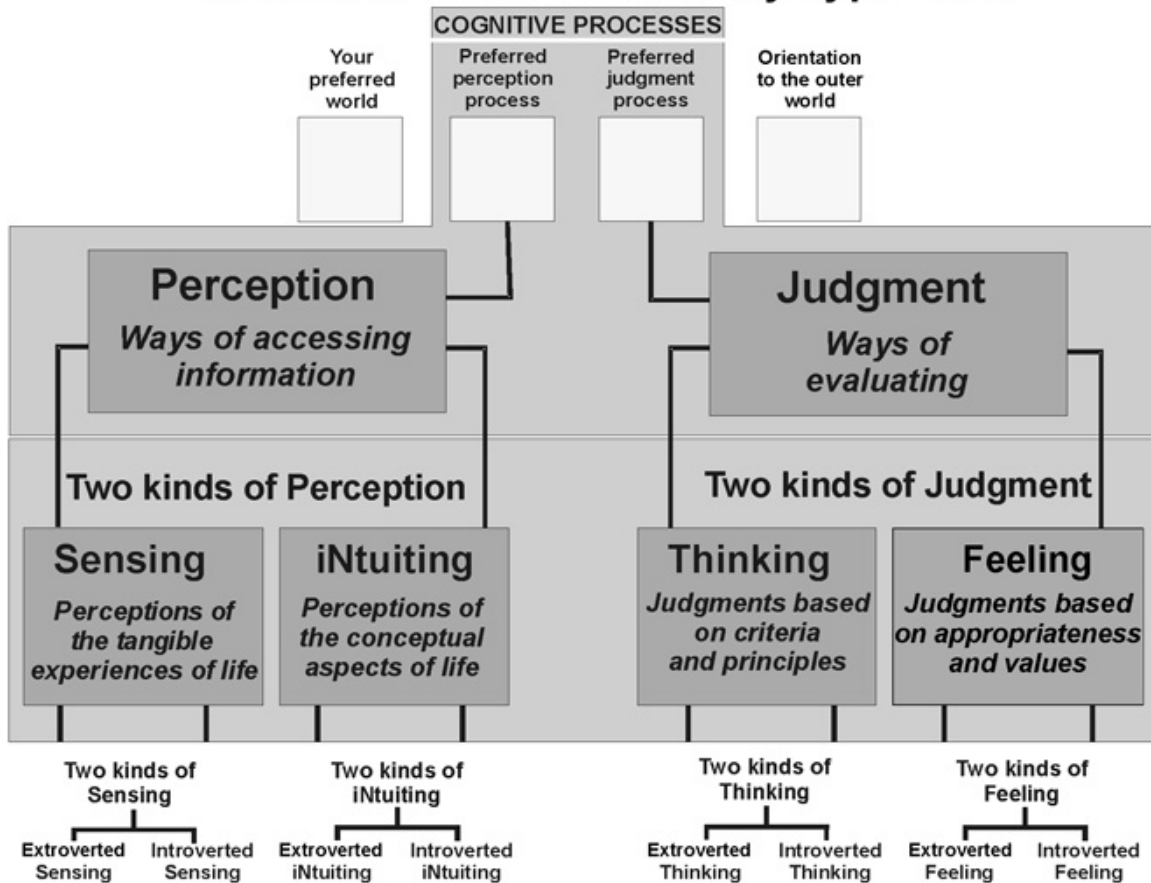 COGNITIVE PROCESSES
Your
preferred
world
Preferred
perception
process
Preferred
judgment
process
Orientation
to the outer
world
Perception
Ways of accessing
information
Judgment
Ways of
evaluating
Two kinds of Perception
Two kinds of Judgment
Sensing
Perceptions of
the tangible
experiences of life
iNtuiting
Perceptions of
the conceptual
aspects of life
Thinking
Judgments based
on criteria
and principles
Feeling
Judgments based
on appropriateness
and values
Two kinds of
Sensing
Two kinds of
iNtuiting
Two kinds of
Thinking
Two kinds of
Feeling
Extroverted
Sensing
Introverted
Sensing
Extroverted
iNtuiting
Introverted
iNtuiting
Extroverted
Thinking
Introverted
Thinking
Extroverted
Feeling
Introverted
Feeling